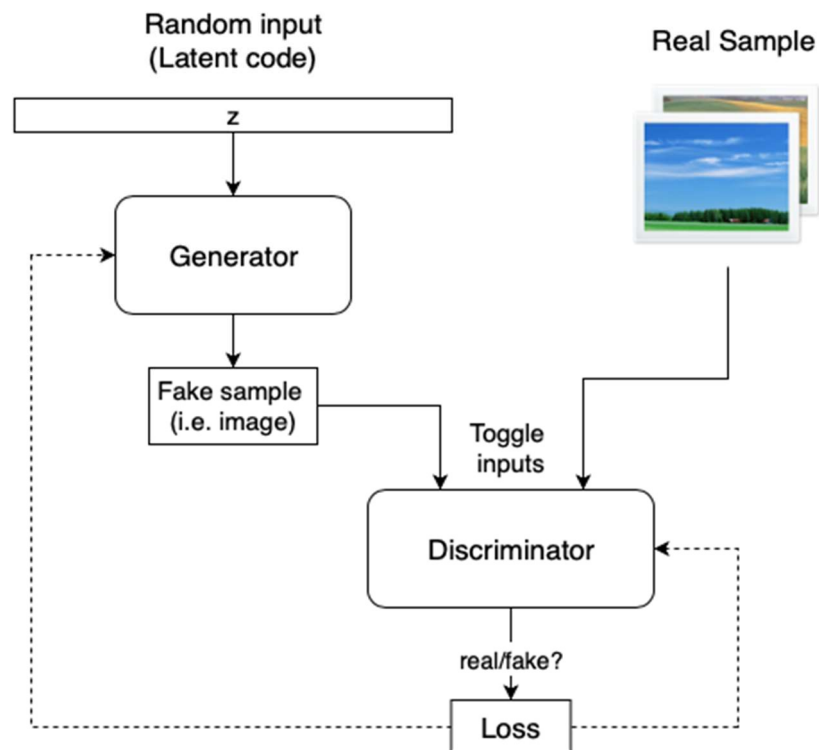 Random input
(Latent code)
Real Sample
z
Generator
Fake sample
(i.e. image)
Toggle
inputs
Discriminator
real/fake?
Loss